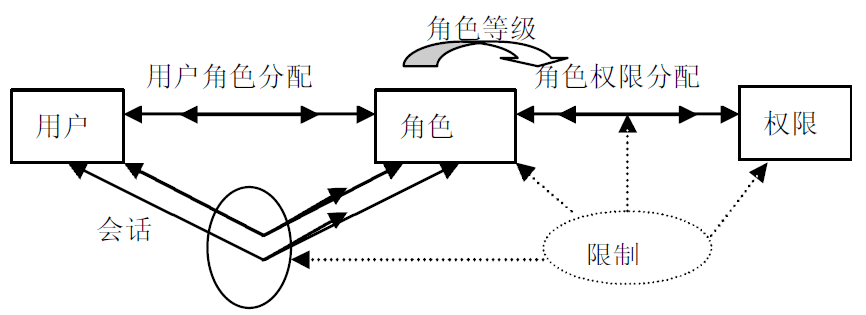 角色等级
用户角色分配
角色权限分配
用户
角色
权限
会话
限制